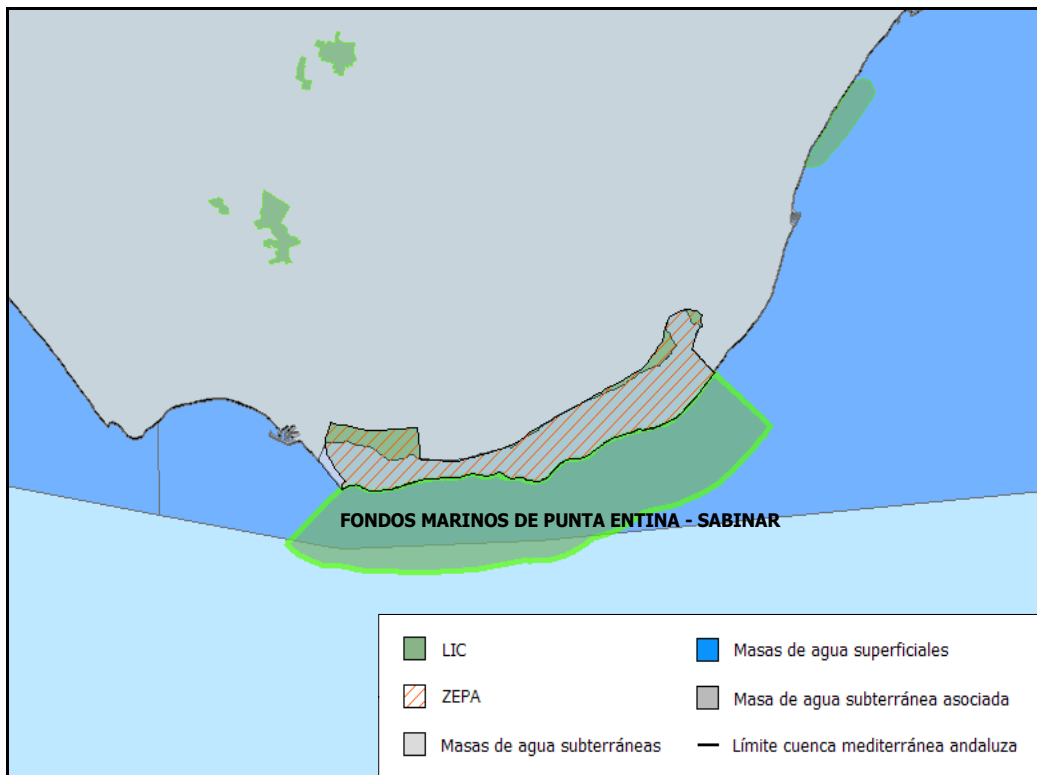 FONDOS MARINOS DE PUNTA ENTINA - SABINAR
LIC
ZEPA
Masas de agua subterráneas
Masas de agua superficiales
Masa de agua subterránea asociada
Límite cuenca mediterránea andaluza